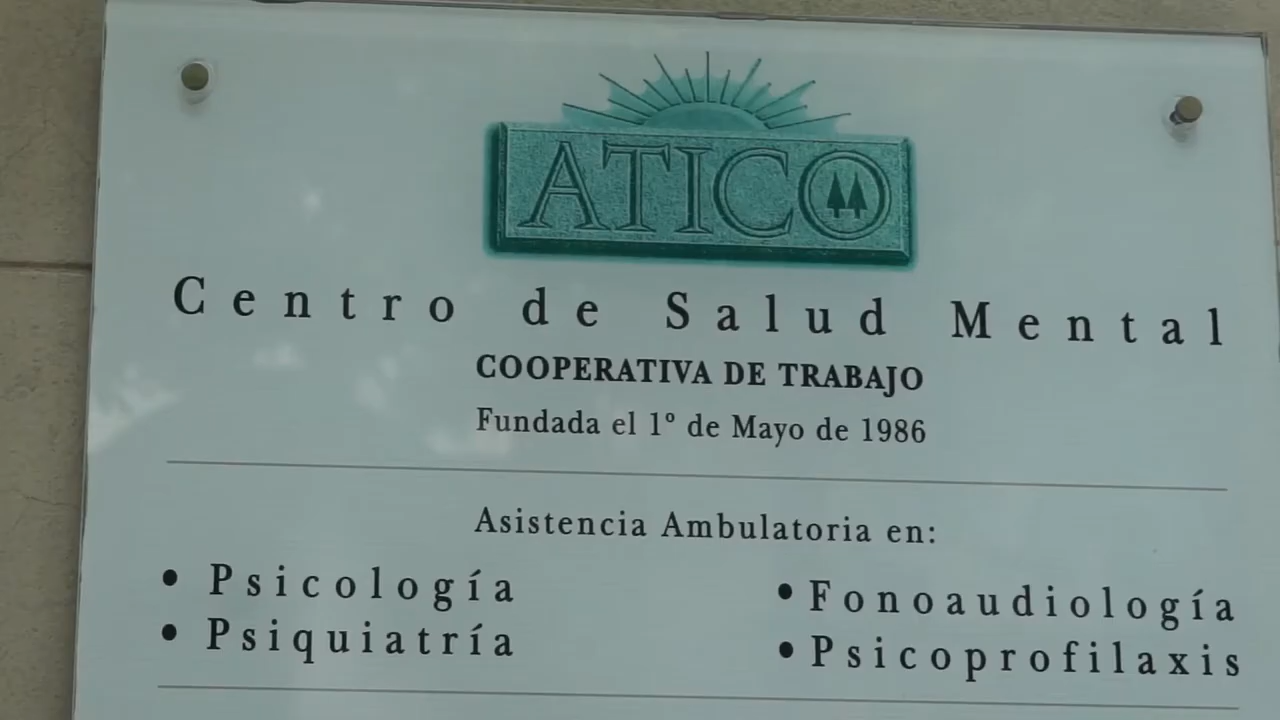 ATICO
Centro de Salud Mental
COOPERATIVA DE TRABAJO
Fundada el 1º de Mayo de 1986
Asistencia Ambulatoria en:
• Psicología
• Psiquiatría
• Fonoaudiología
• Psicoprofilaxis